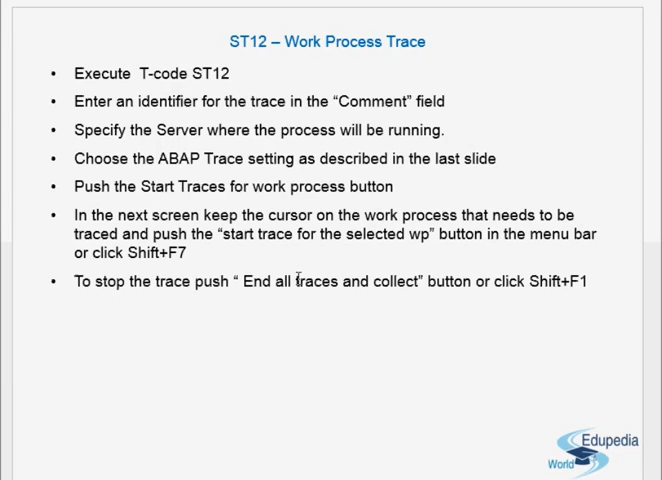 ST12 – Work Process Trace
• Execute T-code ST12
• Enter an identifier for the trace in the “Comment” field
• Specify the Server where the process will be running.
• Choose the ABAP Trace setting as described in the last slide
• Push the Start Traces for work process button
• In the next screen keep the cursor on the work process that needs to be
traced and push the “start trace for the selected wp” button in the menu bar
or click Shift+F7
• To stop the trace push “ End all traces and collect” button or click Shift+F1
Edupedia
World